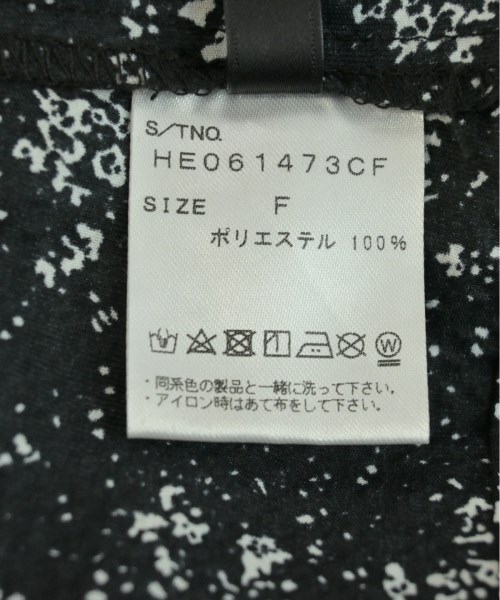 S/TNO.
HE061473CF
SIZE F
ポリエステル 100%
W
・同系色の製品と一緒に洗って下さい。
・アイロン時はあて布をして下さい。